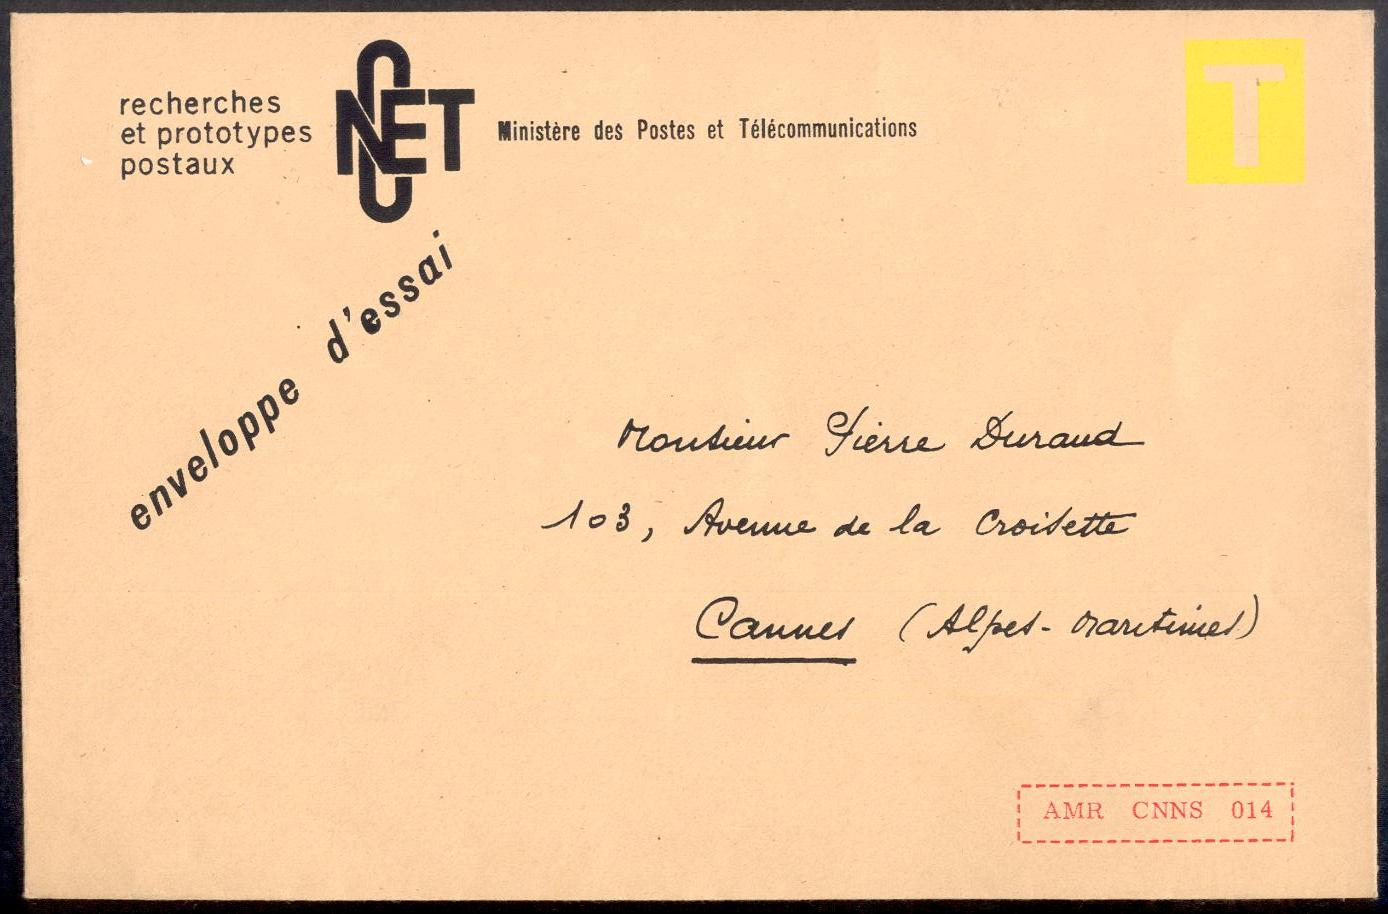 recherches
et prototypes
postaux
CNET
Ministère des Postes et Télécommunications
T
enveloppe d'essai
Monsieur Pierre Durand
103, Avenue de la Croisette
Cannes (Alpes-Maritimes)
AMR CNNS 014